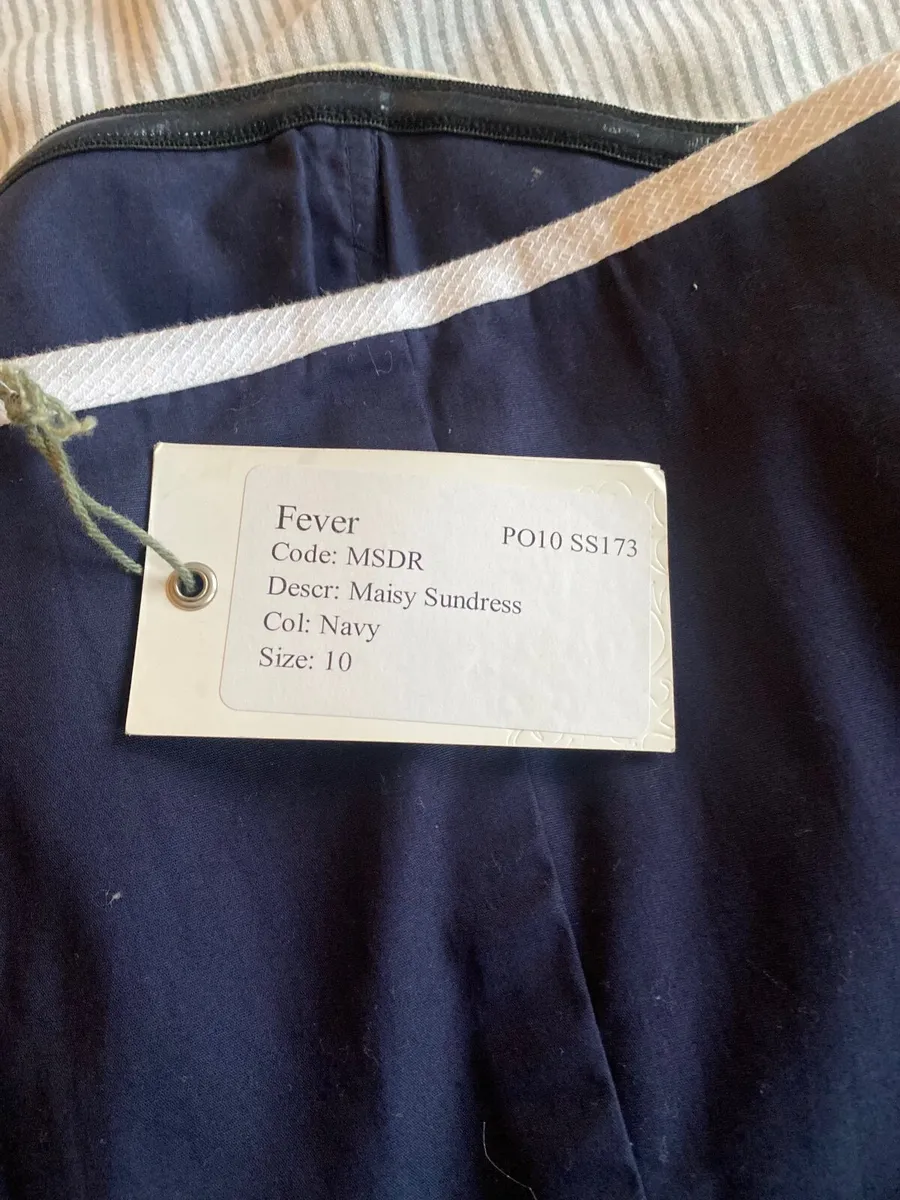 Fever
PO10 SS173
Code: MSDR
Descr: Maisy Sundress
Col: Navy
Size: 10